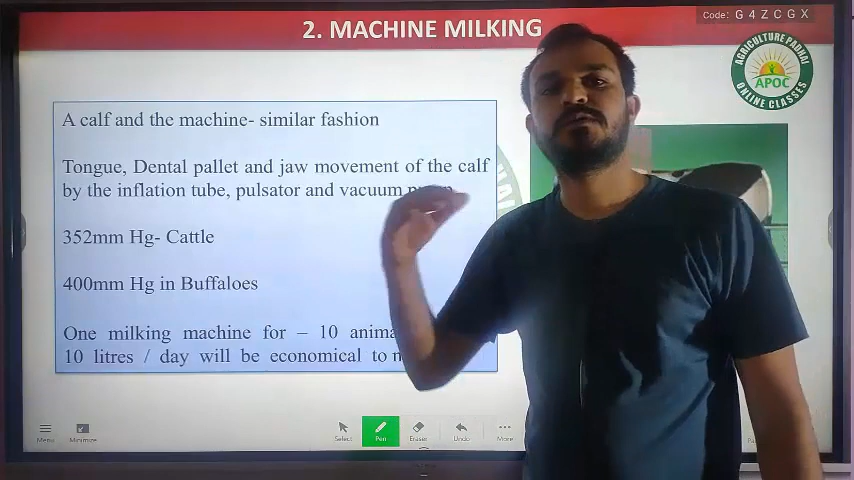 Code: G 4 Z C G X
2. MACHINE MILKING
AGRICULTURE PADHAI
APOC
ONLINE CLASSES
A calf and the machine- similar fashion
Tongue, Dental pallet and jaw movement of the calf
by the inflation tube, pulsator and vacuum
352mm Hg- Cattle
400mm Hg in Buffaloes
One milking machine for – 10
10 litres / day will be economical to
Menu
Minimize
Select
Pen
Eraser
Undo
More